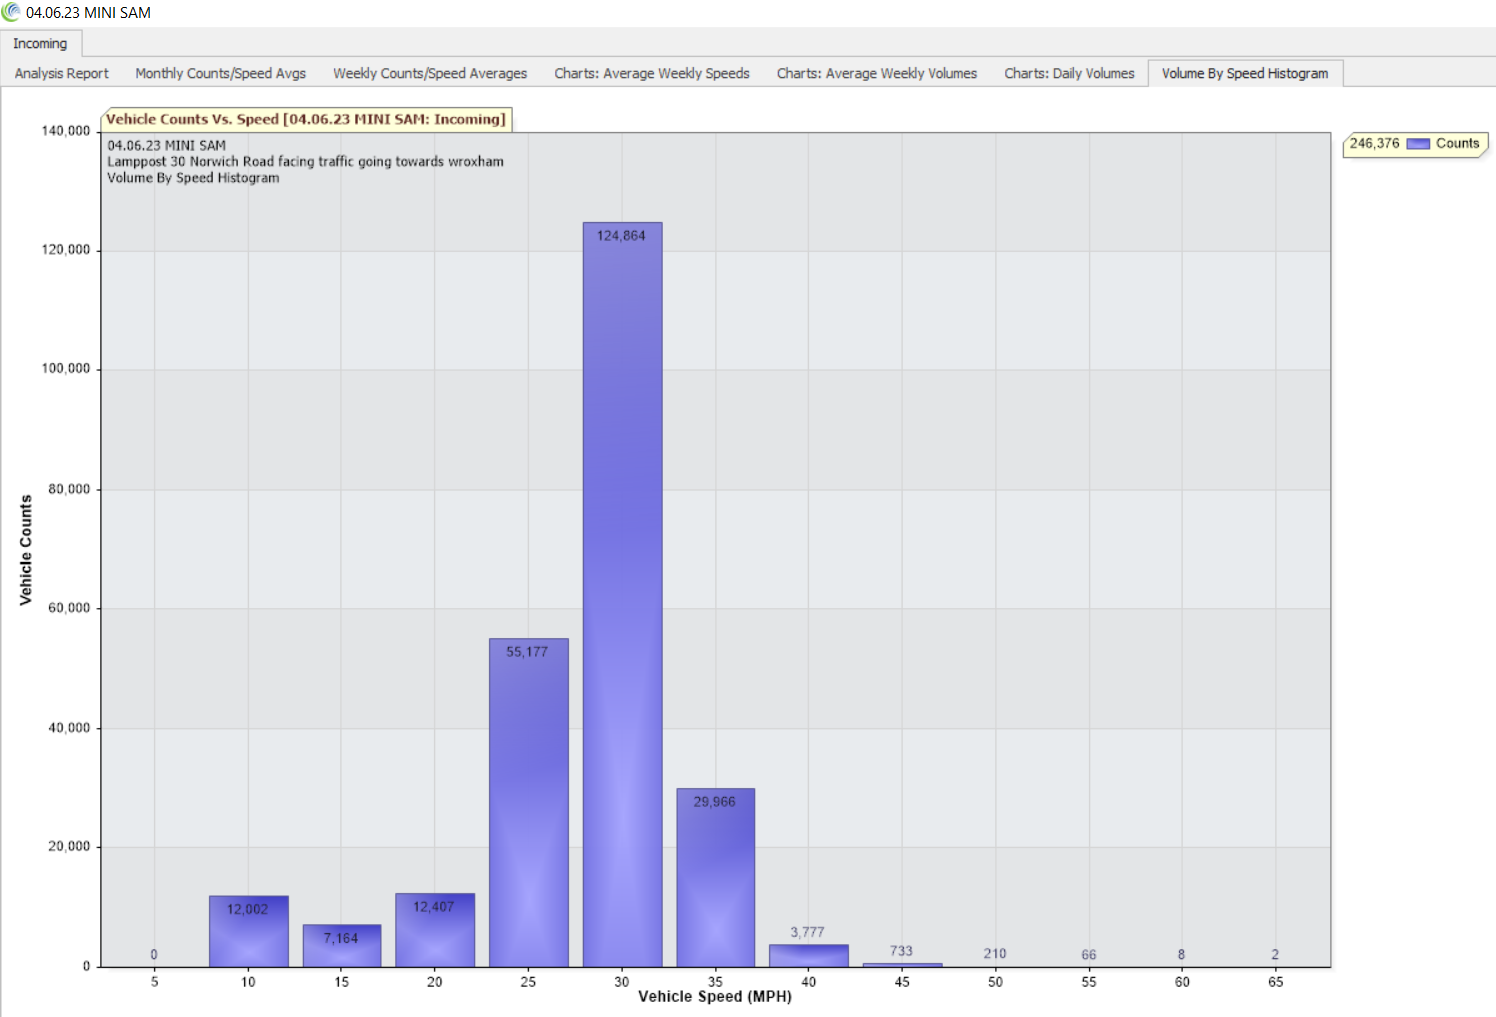 04.06.23 MINI SAM
Incoming
Analysis Report Monthly Counts/Speed Avgs Weekly Counts/Speed Averages Charts: Average Weekly Speeds Charts: Average Weekly Volumes Charts: Daily Volumes Volume By Speed Histogram
Vehicle Counts Vs. Speed [04.06.23 MINI SAM: Incoming]
04.06.23 MINI SAM
Lamppost 30 Norwich Road facing traffic going towards wroxham
Volume By Speed Histogram
246,376 Counts
Vehicle Counts
140,000
120,000
100,000
80,000
60,000
40,000
20,000
0
0 12,002 7,164 12,407 55,177 124,864 29,966 3,777 733 210 66 8 2
5 10 15 20 25 30 35 40 45 50 55 60 65
Vehicle Speed (MPH)